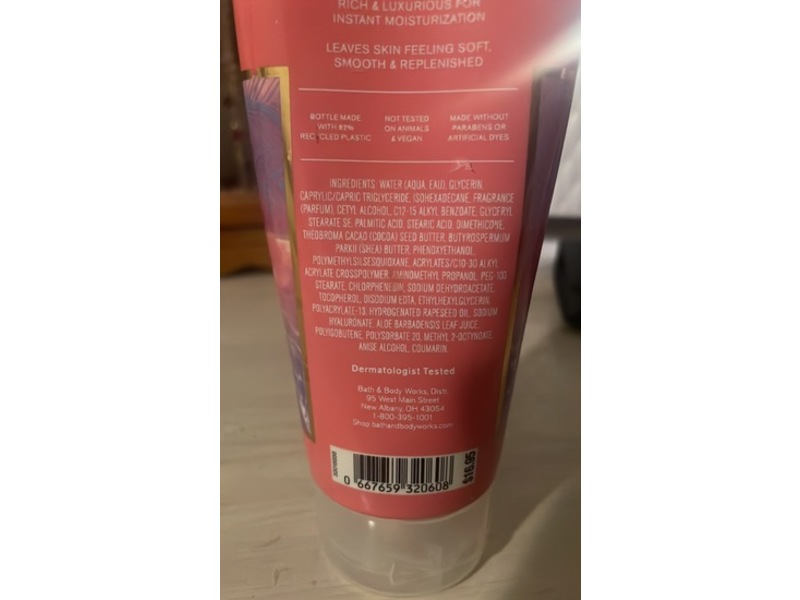 RICH & LUXURIOUS FOR
INSTANT MOISTURIZATION
LEAVES SKIN FEELING SOFT,
SMOOTH & REPLENISHED
BOTTLE MADE
WITH 82%
RECYCLED PLASTIC
NOT TESTED
ON ANIMALS
& VEGAN
MADE WITHOUT
PARABENS OR
ARTIFICIAL DYES
INGREDIENTS: WATER (AQUA, EAU), GLYCERIN,
CAPRYLIC/CAPRIC TRIGLYCERIDE, ISOHEXADECANE, FRAGRANCE
(PARFUM), CETYL ALCOHOL, C12-15 ALKYL BENZOATE, GLYCERYL
STEARATE SE, PALMITIC ACID, STEARIC ACID, DIMETHICONE,
THEOBROMA CACAO (COCOA) SEED BUTTER, BUTYROSPERMUM
PARKII (SHEA) BUTTER, PHENOXYETHANOL,
POLYMETHYLSILSESQUIOXANE, ACRYLATES/C10-30 ALKYL
ACRYLATE CROSSPOLYMER, AMINOMETHYL PROPANOL, PEG-100
STEARATE, CHLORPHENESIN, SODIUM DEHYDROACETATE,
TOCOPHEROL, DISODIUM EDTA, ETHYLHEXYLGLYCERIN,
POLYACRYLATE-13, HYDROGENATED RAPESEED OIL, SODIUM
HYALURONATE, ALOE BARBADENSIS LEAF JUICE,
POLYISOBUTENE, POLYSORBATE 20, METHYL 2-OCTYNOATE,
ANISE ALCOHOL, COUMARIN.
Dermatologist Tested
Bath & Body Works, Distr.
95 West Main Street
New Albany, OH 43054
1-800-395-1001
Shop bathandbodyworks.com
0 667659 320608
$16.95